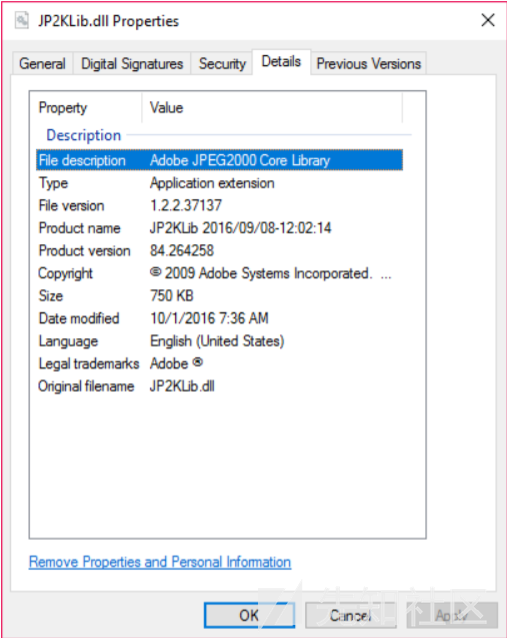 JP2KLib.dll Properties
General Digital Signatures Security Details Previous Versions
Property Value
Description
File description Adobe JPEG2000 Core Library
Type Application extension
File version 1.2.2.37137
Product name JP2KLib 2016/09/08-12:02:14
Product version 84.264258
Copyright © 2009 Adobe Systems Incorporated. ...
Size 750 KB
Date modified 10/1/2016 7:36 AM
Language English (United States)
Legal trademarks Adobe ®
Original filename JP2KLib.dll
Remove Properties and Personal Information
OK Cancel Apply
先知社区